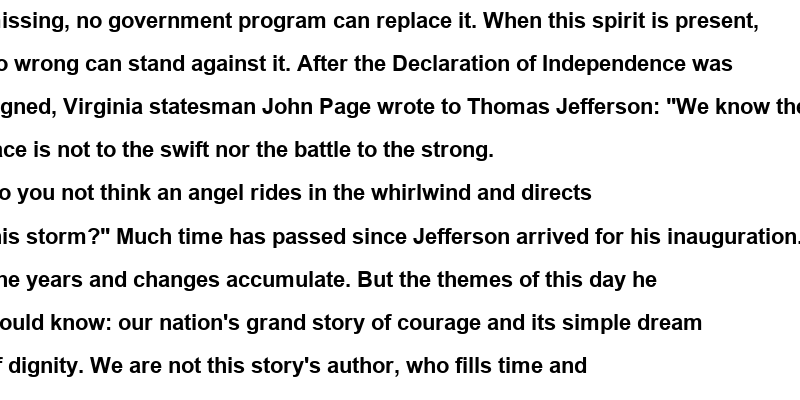 issing, no government program can replace it. When this spirit is present,
o wrong can stand against it. After the Declaration of Independence was
gned, Virginia statesman John Page wrote to Thomas Jefferson: "We know the
ace is not to the swift nor the battle to the strong.
o you not think an angel rides in the whirlwind and directs
his storm?" Much time has passed since Jefferson arrived for his inauguration.
he years and changes accumulate. But the themes of this day he
ould know: our nation's grand story of courage and its simple dream
f dignity. We are not this story's author, who fills time and